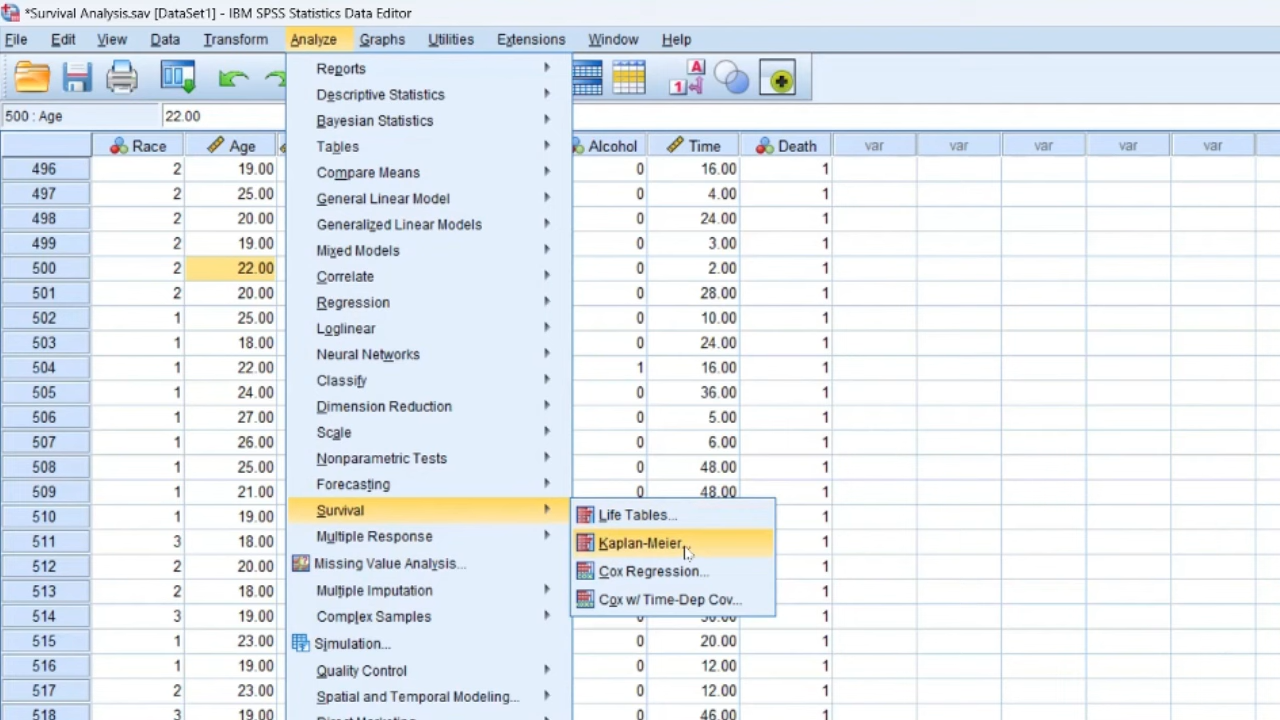 *Survival Analysis.sav [DataSet1] - IBM SPSS Statistics Data Editor
File Edit View Data Transform Analyze Graphs Utilities Extensions Window Help
500 : Age 22.00
Race Age Alcohol Time Death var var var var var
496 2 19.00 0 16.00 1
497 2 25.00 0 4.00 1
498 2 20.00 0 24.00 1
499 2 19.00 0 3.00 1
500 2 22.00 0 2.00 1
501 2 20.00 0 28.00 1
502 1 25.00 0 10.00 1
503 1 18.00 0 24.00 1
504 1 22.00 1 16.00 1
505 1 24.00 0 36.00 1
506 1 27.00 0 5.00 1
507 1 26.00 0 6.00 1
508 1 25.00 0 48.00 1
509 1 21.00 0 48.00 1
510 1 19.00 1
511 3 18.00 1
512 2 20.00 1
513 2 18.00 1
514 3 19.00 1
515 1 23.00 0 20.00 1
516 1 19.00 0 12.00 1
517 2 23.00 0 12.00 1
518 3 19.00 0 46.00 1
Reports
Descriptive Statistics
Bayesian Statistics
Tables
Compare Means
General Linear Model
Generalized Linear Models
Mixed Models
Correlate
Regression
Loglinear
Neural Networks
Classify
Dimension Reduction
Scale
Nonparametric Tests
Forecasting
Survival
Multiple Response
Missing Value Analysis...
Multiple Imputation
Complex Samples
Simulation...
Quality Control
Spatial and Temporal Modeling...
Direct Marketing
Life Tables...
Kaplan-Meier...
Cox Regression...
Cox w/ Time-Dep Cov...